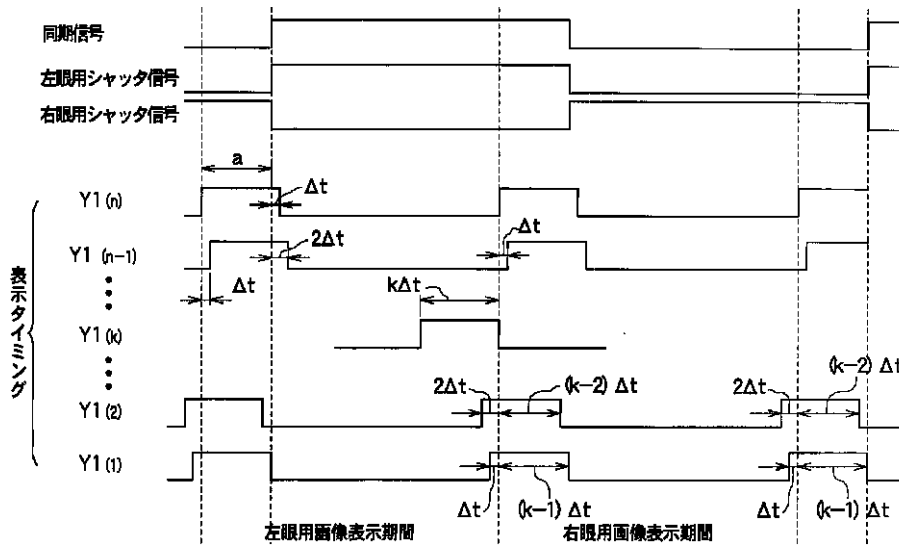 同期信号
左眼用シャッタ信号
右眼用シャッタ信号
a
Y1(n)
Δt
Y1(n-1)
2Δt
Δt
Δt
kΔt
Y1(k)
表示タイミング
Y1(2)
2Δt
(k-2)Δt
2Δt
(k-2)Δt
Y1(1)
Δt
(k-1)Δt
Δt
(k-1)Δt
左眼用画像表示期間
右眼用画像表示期間